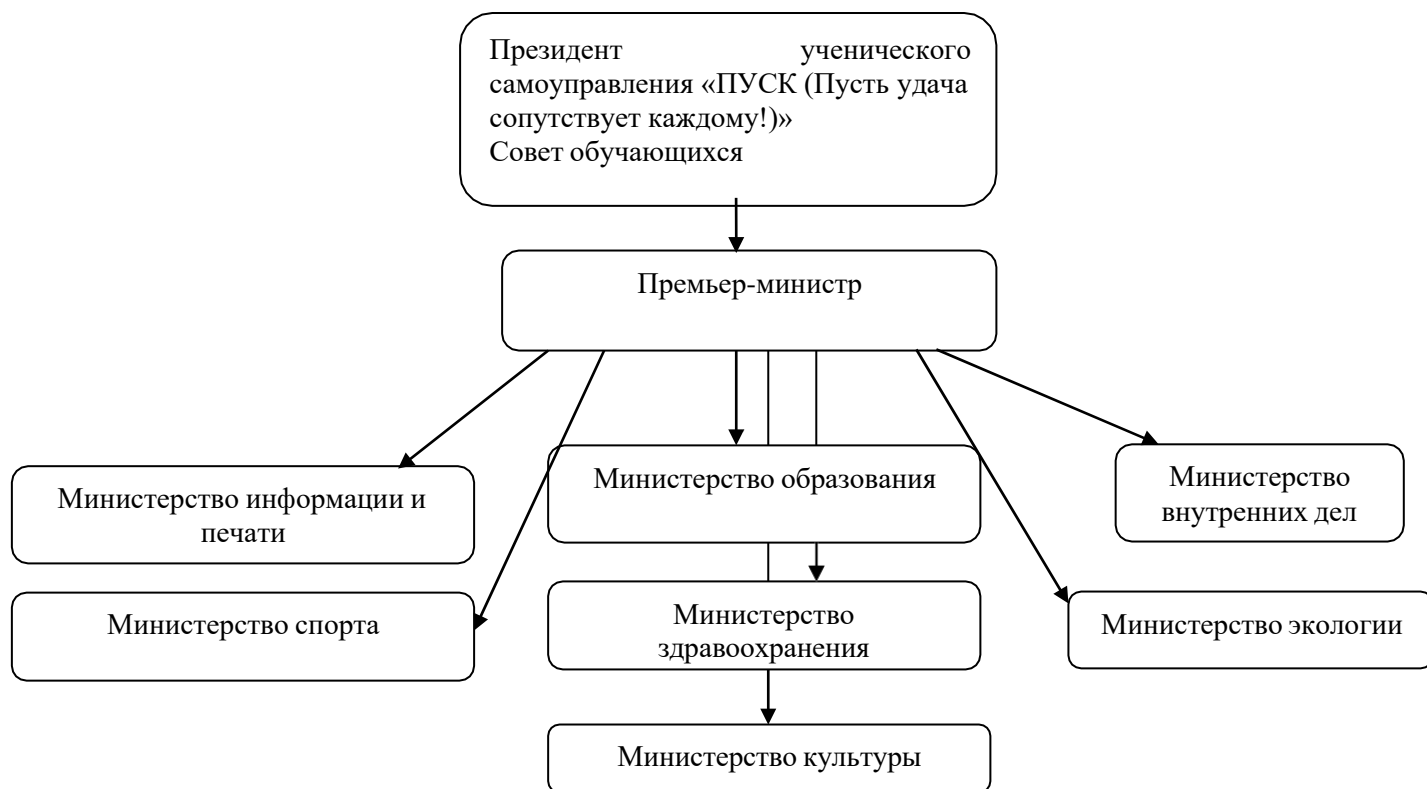 Президент ученического
самоуправления «ПУСК (Пусть удача
сопутствует каждому!)»
Совет обучающихся
Премьер-министр
Министерство информации и
печати
Министерство образования
Министерство
внутренних дел
Министерство спорта
Министерство
здравоохранения
Министерство экологии
Министерство культуры